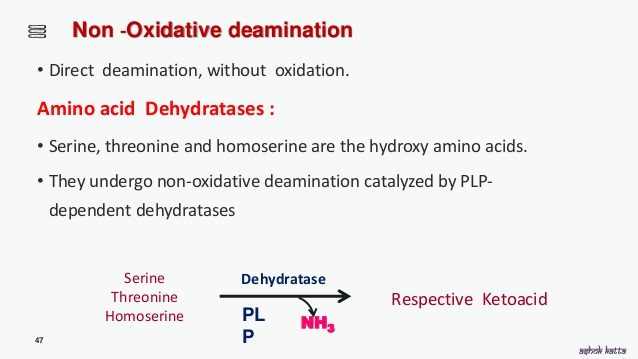 Non -Oxidative deamination
• Direct deamination, without oxidation.
Amino acid Dehydratases :
• Serine, threonine and homoserine are the hydroxy amino acids.
• They undergo non-oxidative deamination catalyzed by PLP-
dependent dehydratases
Serine
Threonine
Homoserine
Dehydratase
PL
P
NH3
Respective Ketoacid
47
ashok katta